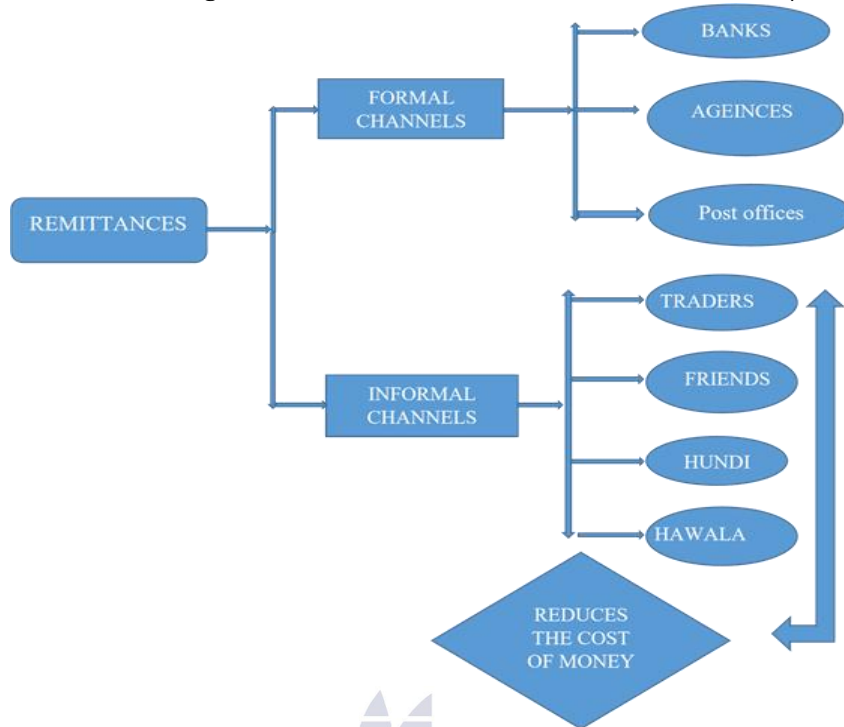 BANKS
FORMAL
CHANNELS
AGEINCES
Post offices
REMITTANCES
TRADERS
INFORMAL
CHANNELS
FRIENDS
HUNDI
HAWALA
REDUCES
THE COST
OF MONEY